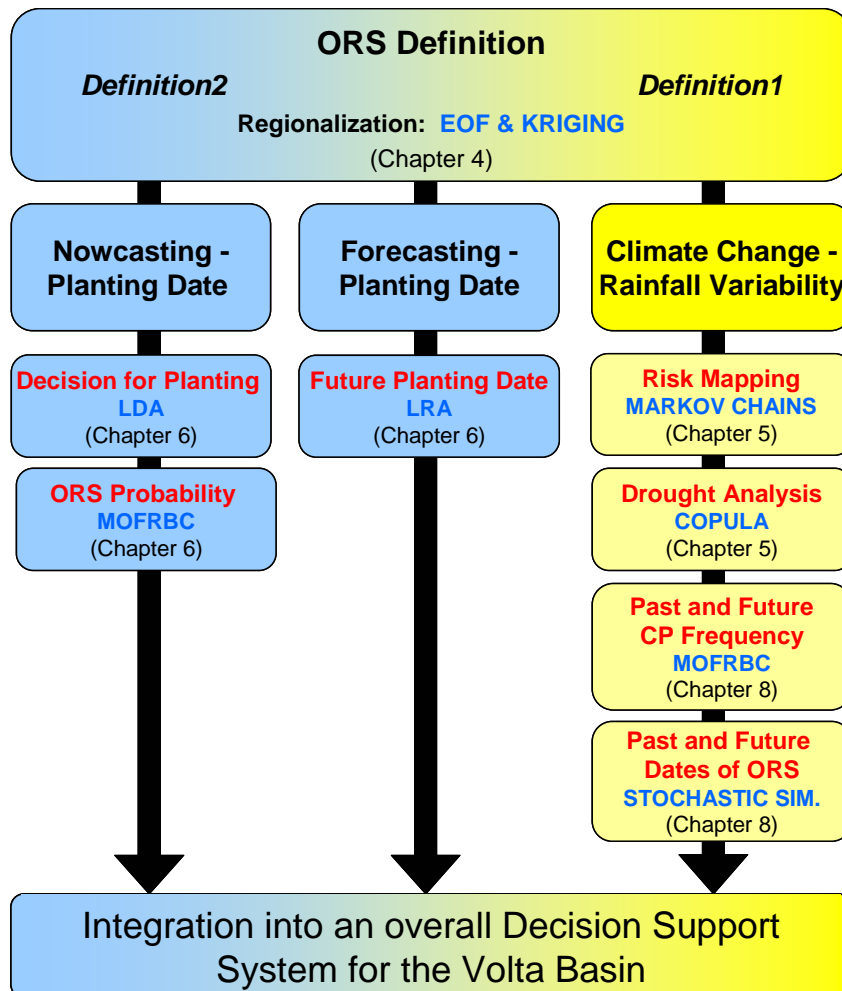 ORS Definition
Definition2
Definition1
Regionalization: EOF & KRIGING
(Chapter 4)
Nowcasting -
Planting Date
Forecasting -
Planting Date
Climate Change -
Rainfall Variability
Decision for Planting
LDA
(Chapter 6)
ORS Probability
MOFRBC
(Chapter 6)
Future Planting Date
LRA
(Chapter 6)
Risk Mapping
MARKOV CHAINS
(Chapter 5)
Drought Analysis
COPULA
(Chapter 5)
Past and Future
CP Frequency
MOFRBC
(Chapter 8)
Past and Future
Dates of ORS
STOCHASTIC SIM.
(Chapter 8)
Integration into an overall Decision Support
System for the Volta Basin